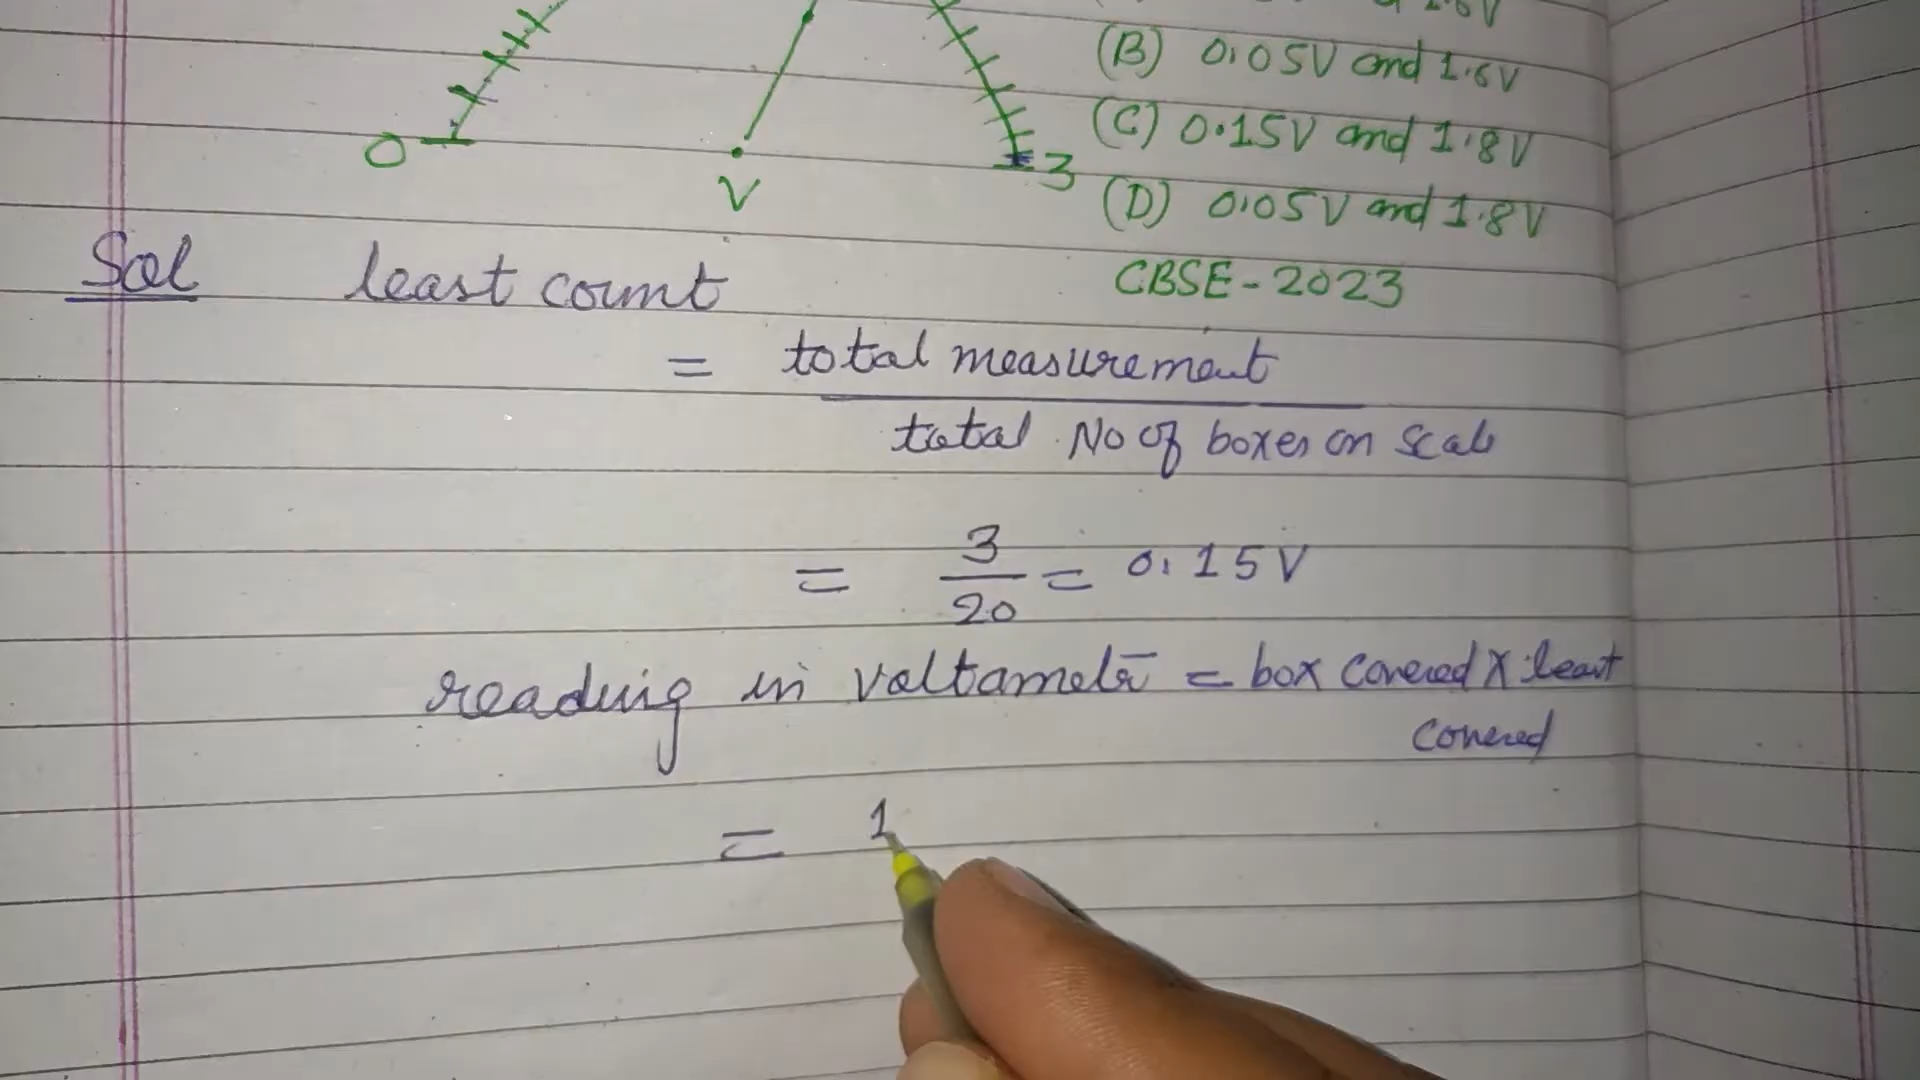 (B) 0.05V and 1.6V
(C) 0.15V and 1.8V
0
3
V
(D) 0.05V and 1.8V
Sol least count
CBSE - 2023
= total measurement
total No of boxes on Scale
= 3
20
= 0.15 V
reading in voltameter = box covered X least
covered
= 1